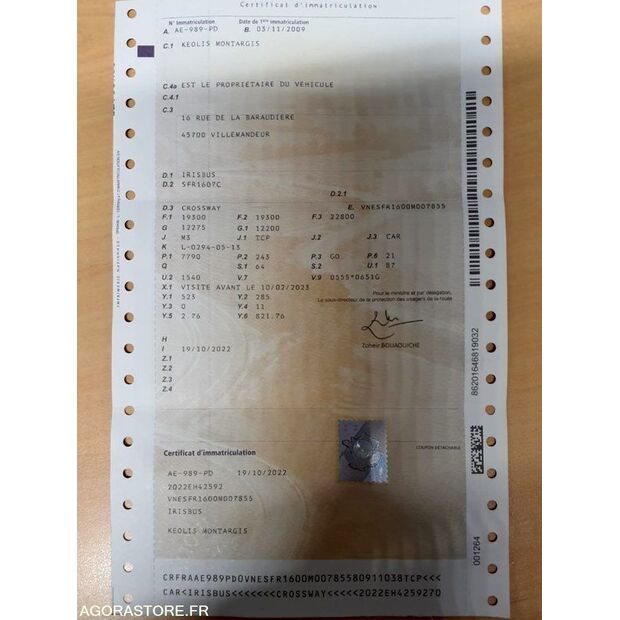 Certificat d'immatriculation
N° Immatriculation Date de 1ère immatriculation
A. AE-989-PD B. 03/11/2009
C.1 KEOLIS MONTARGIS
C.4a EST LE PROPRIÉTAIRE DU VÉHICULE
C.4.1
C.3
16 RUE DE LA BARAUDIERE
45700 VILLEMANDEUR
D.1 IRISBUS
D.2 SFR1607C
D.2.1
D.3 CROSSWAY E. VNESFR1600M007855
F.1 19300 F.2 19300 F.3 22800
G 12275 G.1 12200
J M3 J.1 TCP J.2 J.3 CAR
K L-0294-05-13
P.1 7790 P.2 243 P.3 GO P.6 21
Q S.1 64 S.2 U.1 87
U.2 1540 V.7 V.9 0555*0651G
X.1 VISITE AVANT LE 10/02/2023
Y.1 523 Y.2 285
Y.3 0 Y.4 11
Y.5 2.76 Y.6 821.76
Pour le ministre et par délégation,
Le sous-directeur de la protection des usagers de la route
Zoheir BOUAOUICHE
H
I 19/10/2022
Z.1
Z.2
Z.3
Z.4
86201646819032
COUPON DÉTACHABLE
Certificat d'immatriculation
AE-989-PD 19/10/2022
2022EH42592
VNESFR1600M007855
IRISBUS
KEOLIS MONTARGIS
001264
CRFRAAE989PD0VNESFR1600M00785580911038TCP<<<
CAR<IRISBUS<<<<<<<CROSSWAY<<<<<2022EH4259270
AGORASTORE.FR